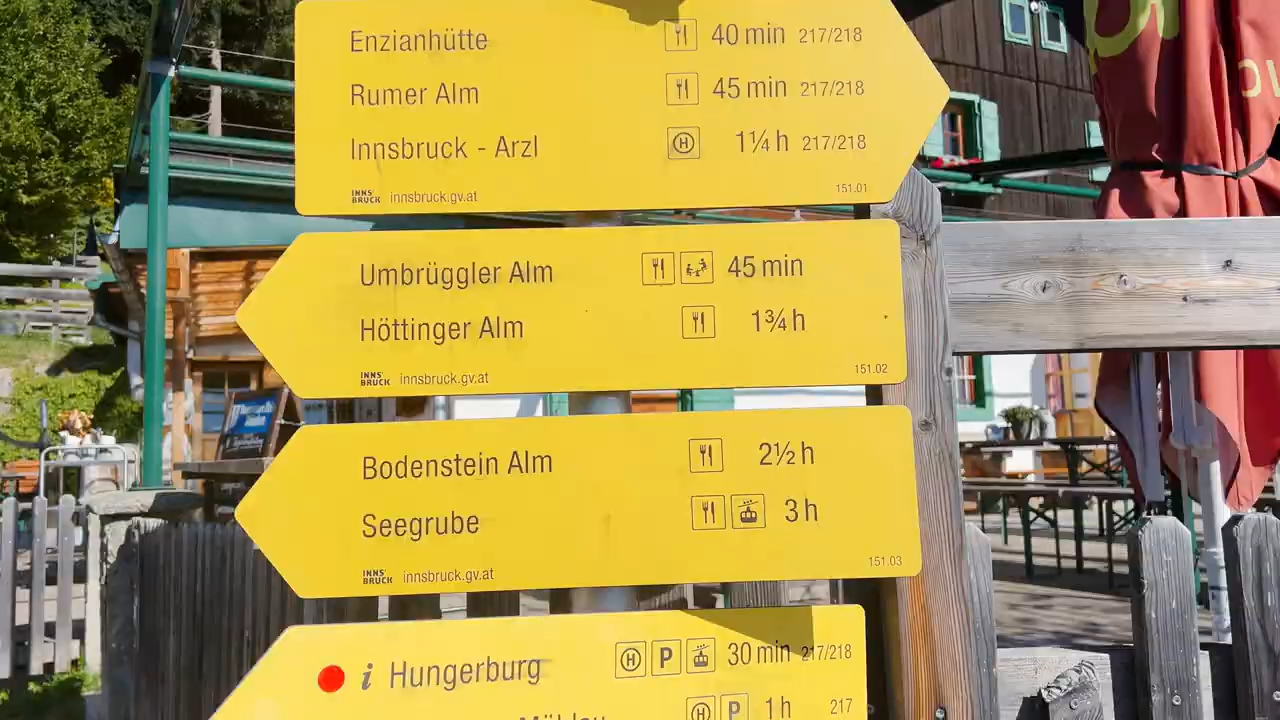 Enzianhütte 40 min 217/218
Rumer Alm 45 min 217/218
Innsbruck - Arzl H 1¼ h 217/218
INNS' BRUCK innsbruck.gv.at 151.01
Umbrüggler Alm 45 min
Höttinger Alm 1¾ h
INNS' BRUCK innsbruck.gv.at 151.02
Bodenstein Alm 2½ h
Seegrube 3 h
INNS' BRUCK innsbruck.gv.at 151.03
i Hungerburg H P 30 min 217/218
H P 1 h 217